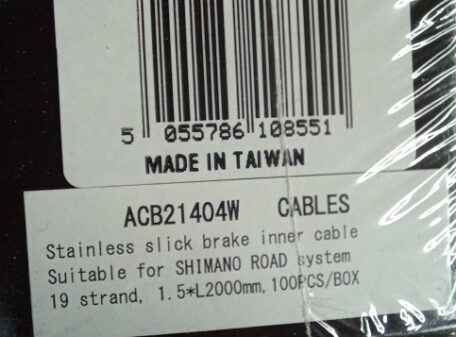 5 055786 108551
MADE IN TAIWAN
ACB21404W CABLES
Stainless slick brake inner cable
Suitable for SHIMANO ROAD system
19 strand, 1.5*L2000mm, 100PCS/BOX